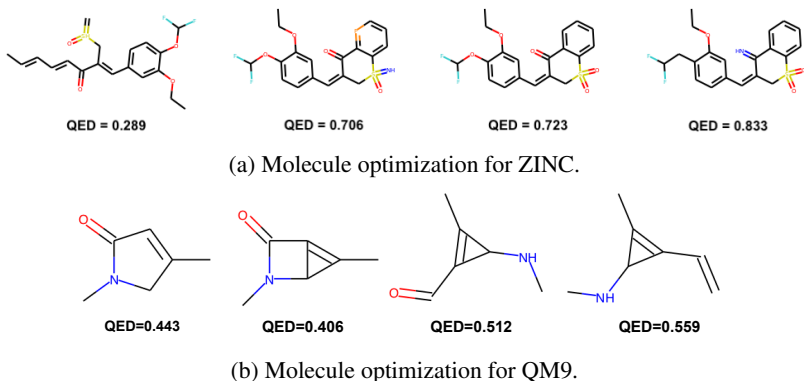 QED = 0.289 QED = 0.706 QED = 0.723 QED = 0.833
(a) Molecule optimization for ZINC.
QED=0.443 QED=0.406 QED=0.512 QED=0.559
(b) Molecule optimization for QM9.